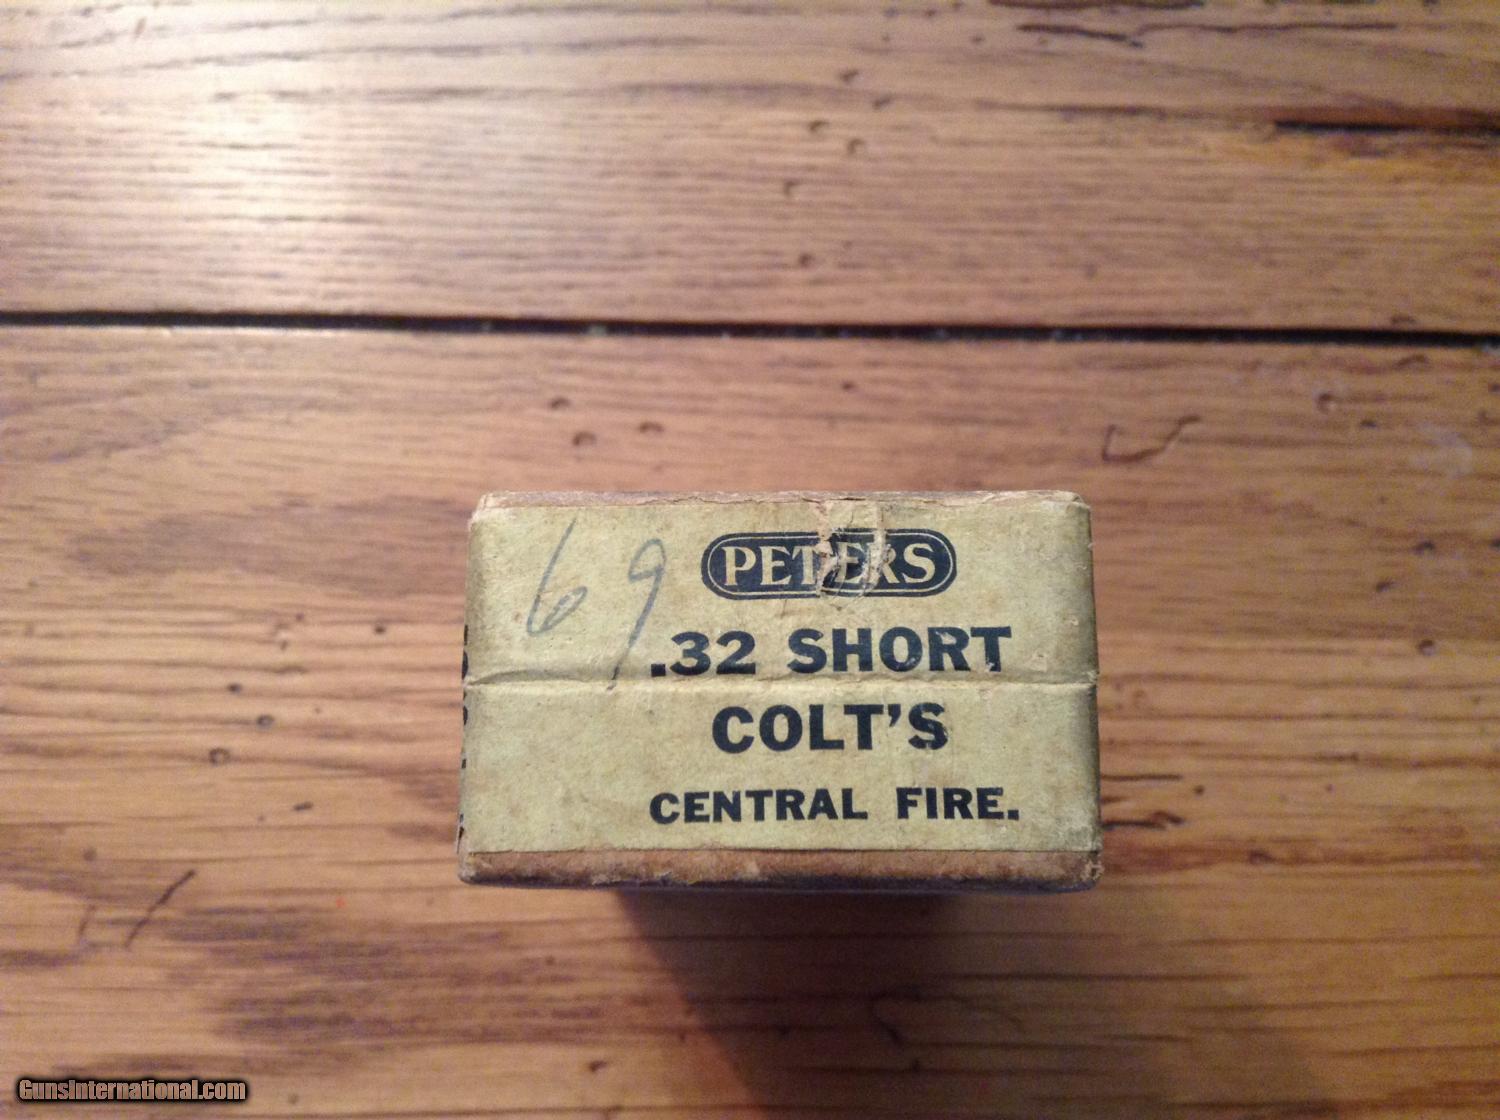 69
PETERS
.32 SHORT
COLT'S
CENTRAL FIRE.
GunsInternational.com